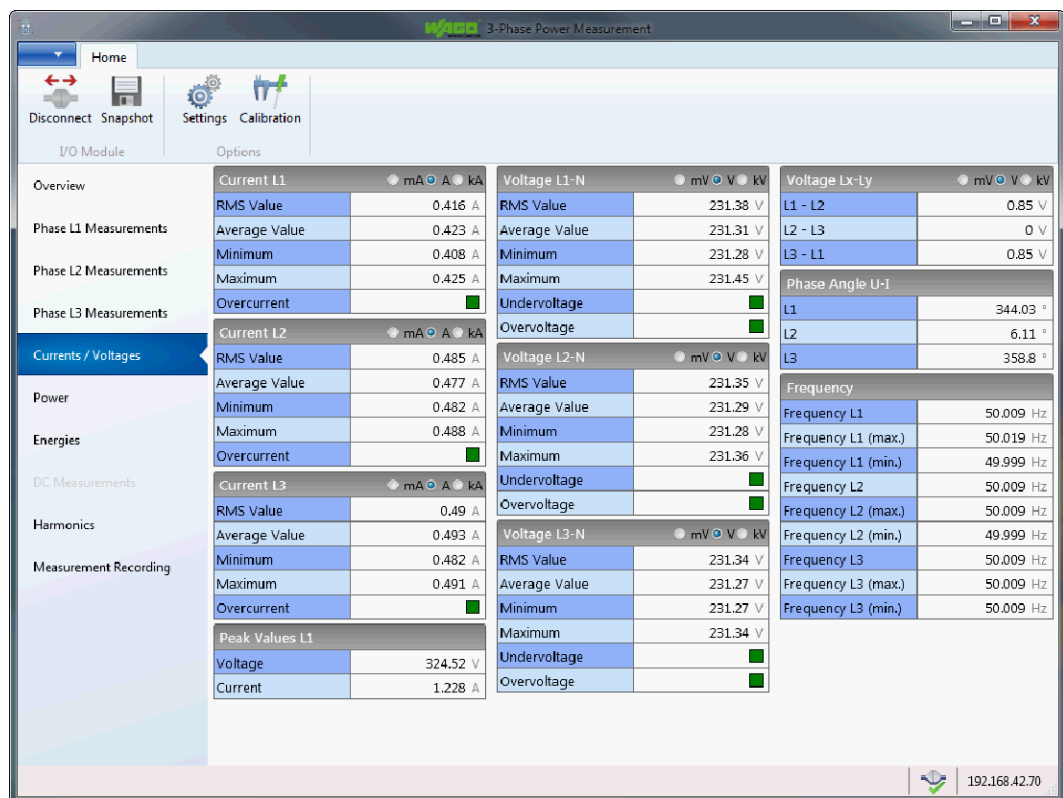 WAGO 3-Phase Power Measurement
Home
Disconnect Snapshot Settings Calibration
I/O Module Options
Overview
Phase L1 Measurements
Phase L2 Measurements
Phase L3 Measurements
Currents / Voltages
Power
Energies
DC Measurements
Harmonics
Measurement Recording
Current L1 mA A kA
RMS Value 0.416 A
Average Value 0.423 A
Minimum 0.408 A
Maximum 0.425 A
Overcurrent
Current L2 mA A kA
RMS Value 0.485 A
Average Value 0.477 A
Minimum 0.482 A
Maximum 0.488 A
Overcurrent
Current L3 mA A kA
RMS Value 0.49 A
Average Value 0.493 A
Minimum 0.482 A
Maximum 0.491 A
Overcurrent
Peak Values L1
Voltage 324.52 V
Current 1.228 A
Voltage L1-N mV V kV
RMS Value 231.38 V
Average Value 231.31 V
Minimum 231.28 V
Maximum 231.45 V
Undervoltage
Overvoltage
Voltage L2-N mV V kV
RMS Value 231.35 V
Average Value 231.29 V
Minimum 231.28 V
Maximum 231.36 V
Undervoltage
Overvoltage
Voltage L3-N mV V kV
RMS Value 231.34 V
Average Value 231.27 V
Minimum 231.27 V
Maximum 231.34 V
Undervoltage
Overvoltage
Voltage Lx-Ly mV V kV
L1 - L2 0.85 V
L2 - L3 0 V
L3 - L1 0.85 V
Phase Angle U-I
L1 344.03 °
L2 6.11 °
L3 358.8 °
Frequency
Frequency L1 50.009 Hz
Frequency L1 (max.) 50.019 Hz
Frequency L1 (min.) 49.999 Hz
Frequency L2 50.009 Hz
Frequency L2 (max.) 50.009 Hz
Frequency L2 (min.) 49.999 Hz
Frequency L3 50.009 Hz
Frequency L3 (max.) 50.009 Hz
Frequency L3 (min.) 50.009 Hz
192.168.42.70